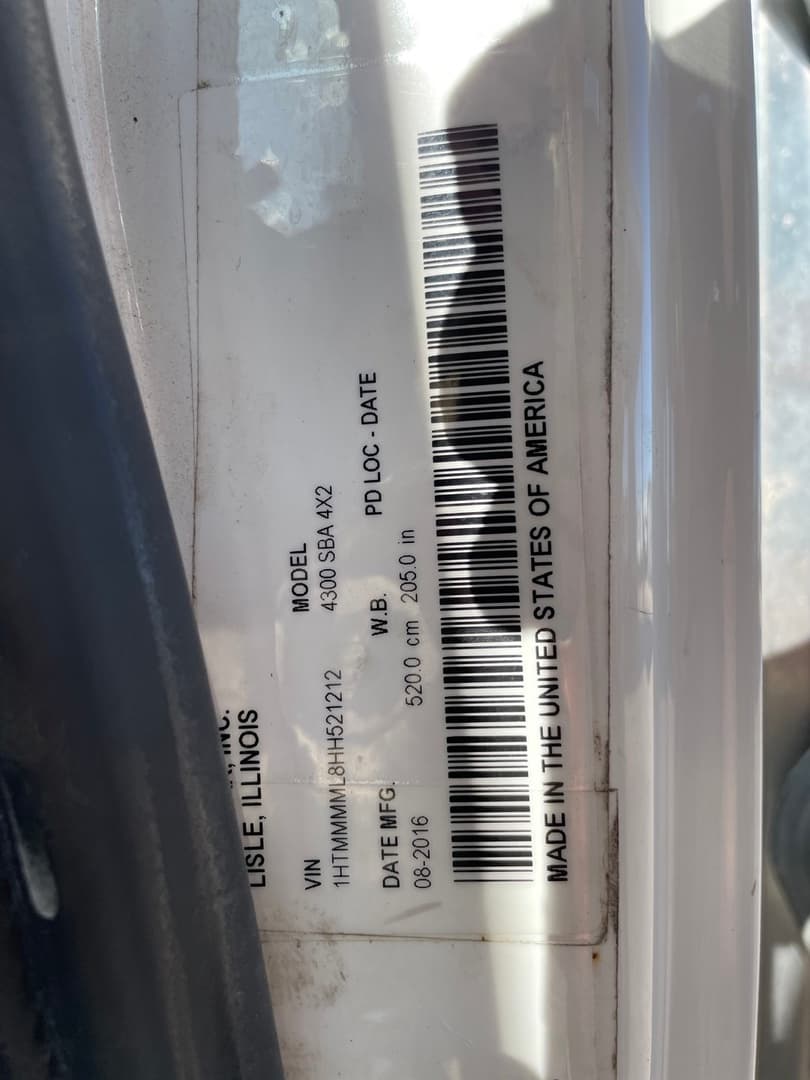 INC.
LISLE, ILLINOIS
VIN MODEL
1HTMMMML8HH521212 4300 SBA 4X2
DATE MFG. W.B. PD LOC - DATE
08-2016 520.0 cm 205.0 in
MADE IN THE UNITED STATES OF AMERICA